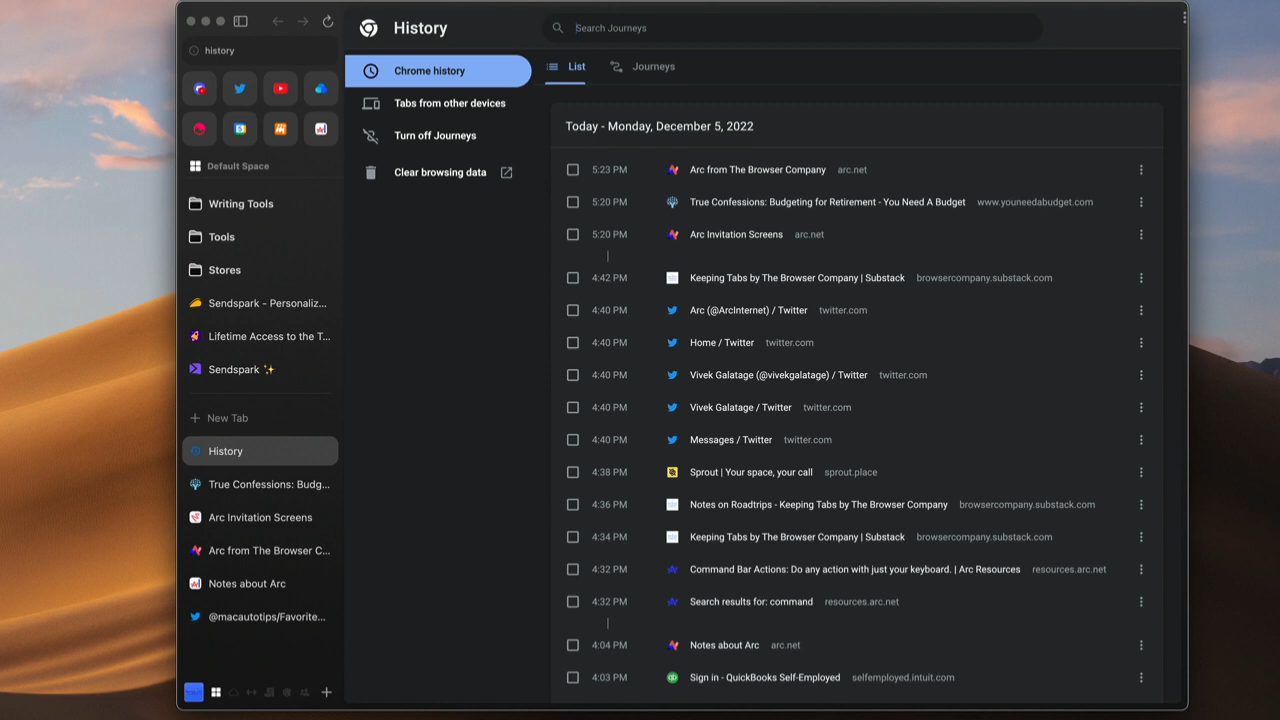 history
Default Space
Writing Tools
Tools
Stores
Sendspark - Personaliz...
Lifetime Access to the T...
Sendspark ✨
New Tab
History
True Confessions: Budg...
Arc Invitation Screens
Arc from The Browser C...
Notes about Arc
@macautotips/Favorite...
History
Search Journeys
Chrome history
Tabs from other devices
Turn off Journeys
Clear browsing data
List Journeys
Today - Monday, December 5, 2022
5:23 PM Arc from The Browser Company arc.net
5:20 PM True Confessions: Budgeting for Retirement - You Need A Budget www.youneedabudget.com
5:20 PM Arc Invitation Screens arc.net
4:42 PM Keeping Tabs by The Browser Company | Substack browsercompany.substack.com
4:40 PM Arc (@ArcInternet) / Twitter twitter.com
4:40 PM Home / Twitter twitter.com
4:40 PM Vivek Galatage (@vivekgalatage) / Twitter twitter.com
4:40 PM Vivek Galatage / Twitter twitter.com
4:40 PM Messages / Twitter twitter.com
4:38 PM Sprout | Your space, your call sprout.place
4:36 PM Notes on Roadtrips - Keeping Tabs by The Browser Company browsercompany.substack.com
4:34 PM Keeping Tabs by The Browser Company | Substack browsercompany.substack.com
4:32 PM Command Bar Actions: Do any action with just your keyboard. | Arc Resources resources.arc.net
4:32 PM Search results for: command resources.arc.net
4:04 PM Notes about Arc arc.net
4:03 PM Sign in - QuickBooks Self-Employed selfemployed.intuit.com